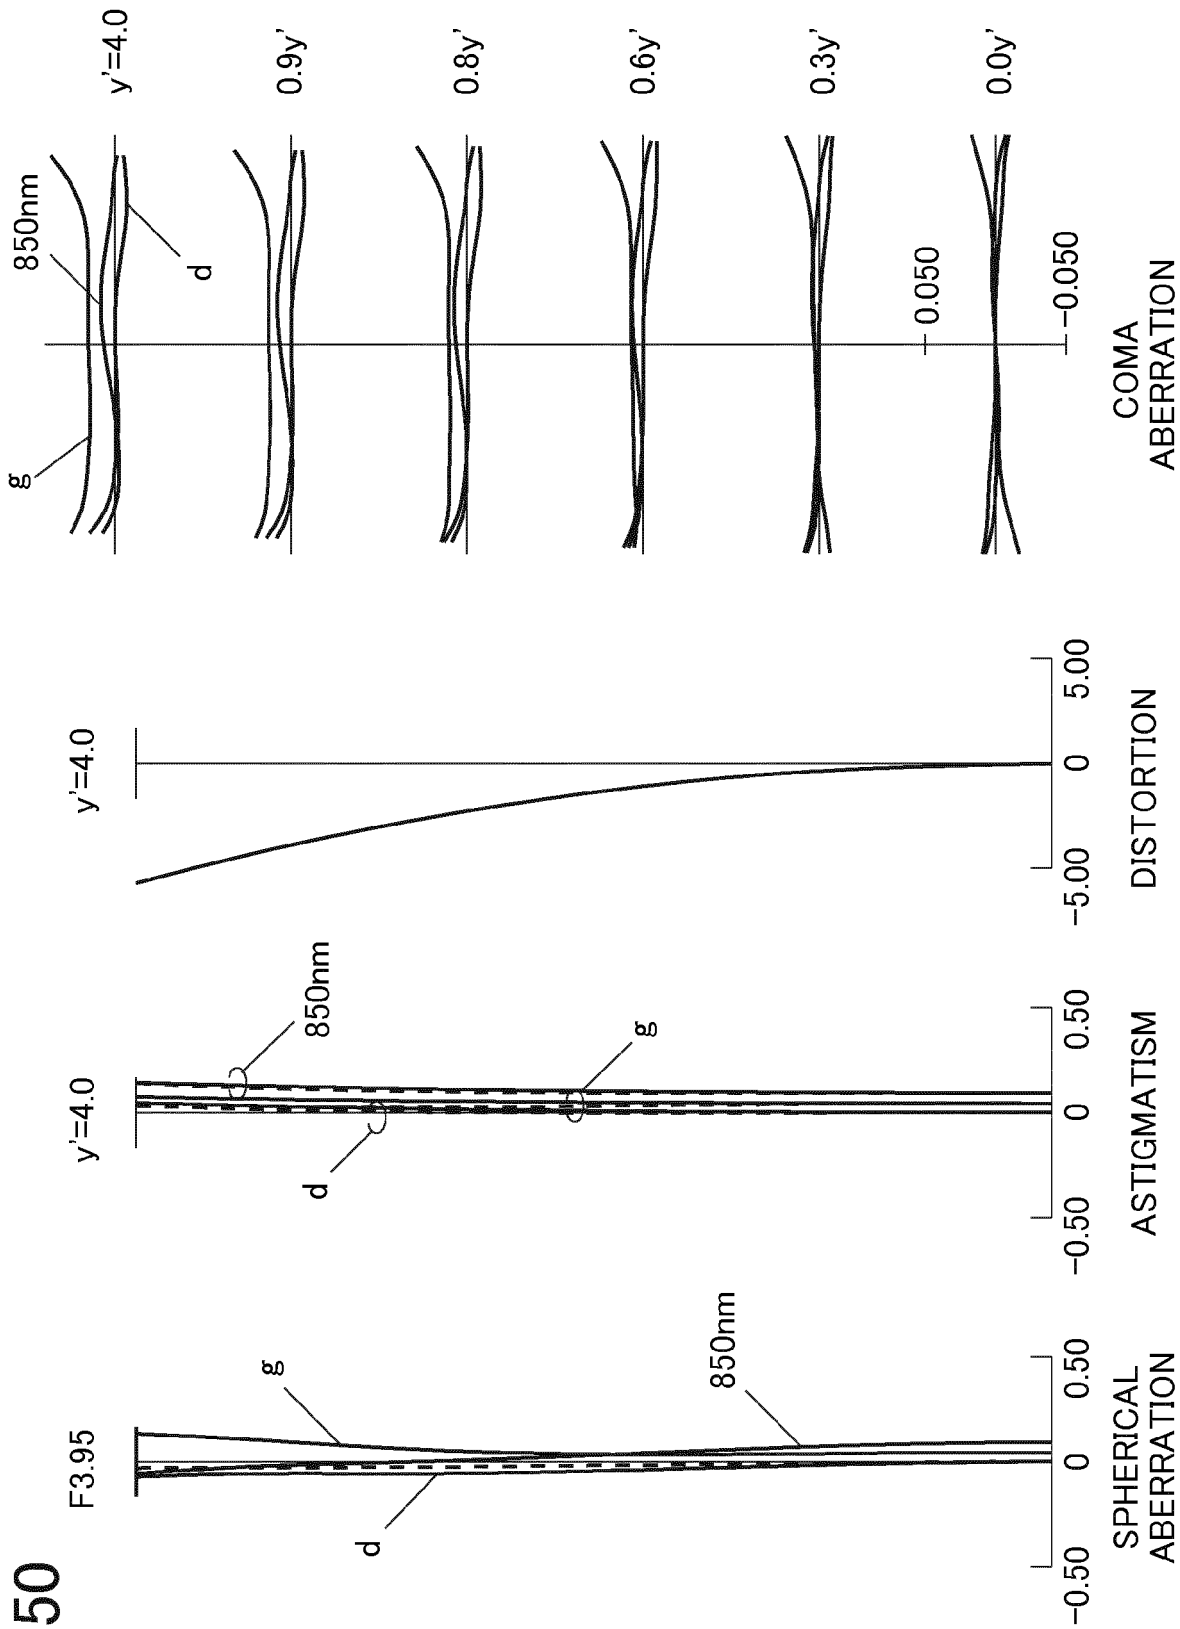 50
F3.95
g
d
850nm
−0.50
0
0.50
SPHERICAL
ABERRATION
y'=4.0
850nm
d
g
−0.50
0
0.50
ASTIGMATISM
y'=4.0
−5.00
0
5.00
DISTORTION
g
850nm
d
y'=4.0
0.9y'
0.8y'
0.6y'
0.3y'
0.0y'
0.050
−0.050
COMA
ABERRATION